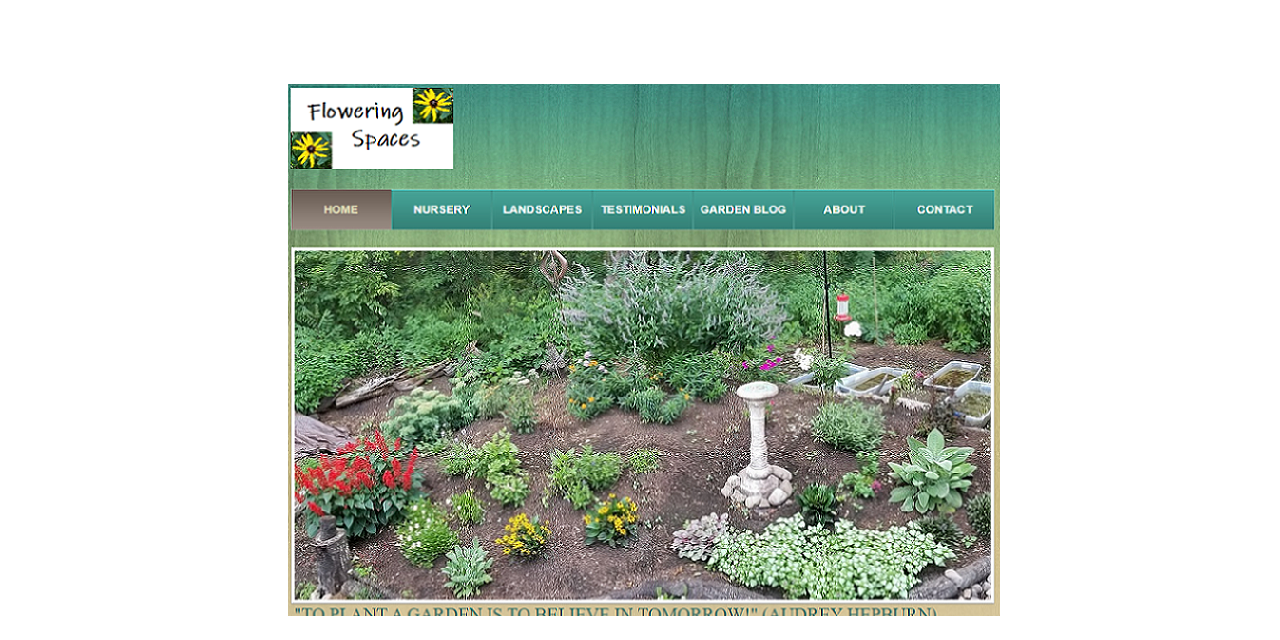 Flowering
Spaces
HOME NURSERY LANDSCAPES TESTIMONIALS GARDEN BLOG ABOUT CONTACT
"TO PLANT A GARDEN IS TO BELIEVE IN TOMORROW!" (AUDREY HEPBURN)